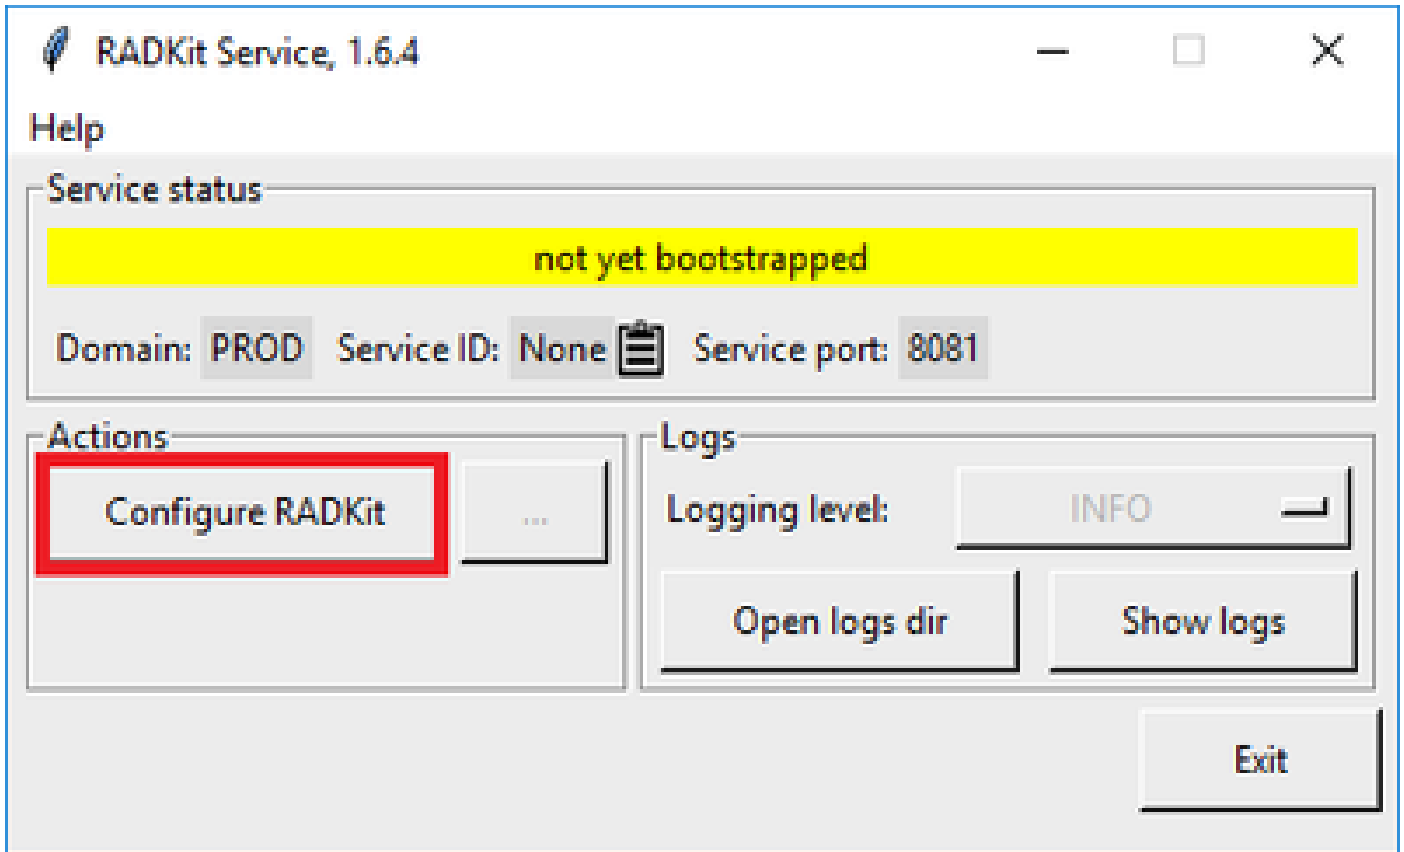 RADKit Service, 1.6.4
Help
Service status
not yet bootstrapped
Domain: PROD Service ID: None Service port: 8081
Actions
Configure RADKit ...
Logs
Logging level: INFO
Open logs dir Show logs
Exit